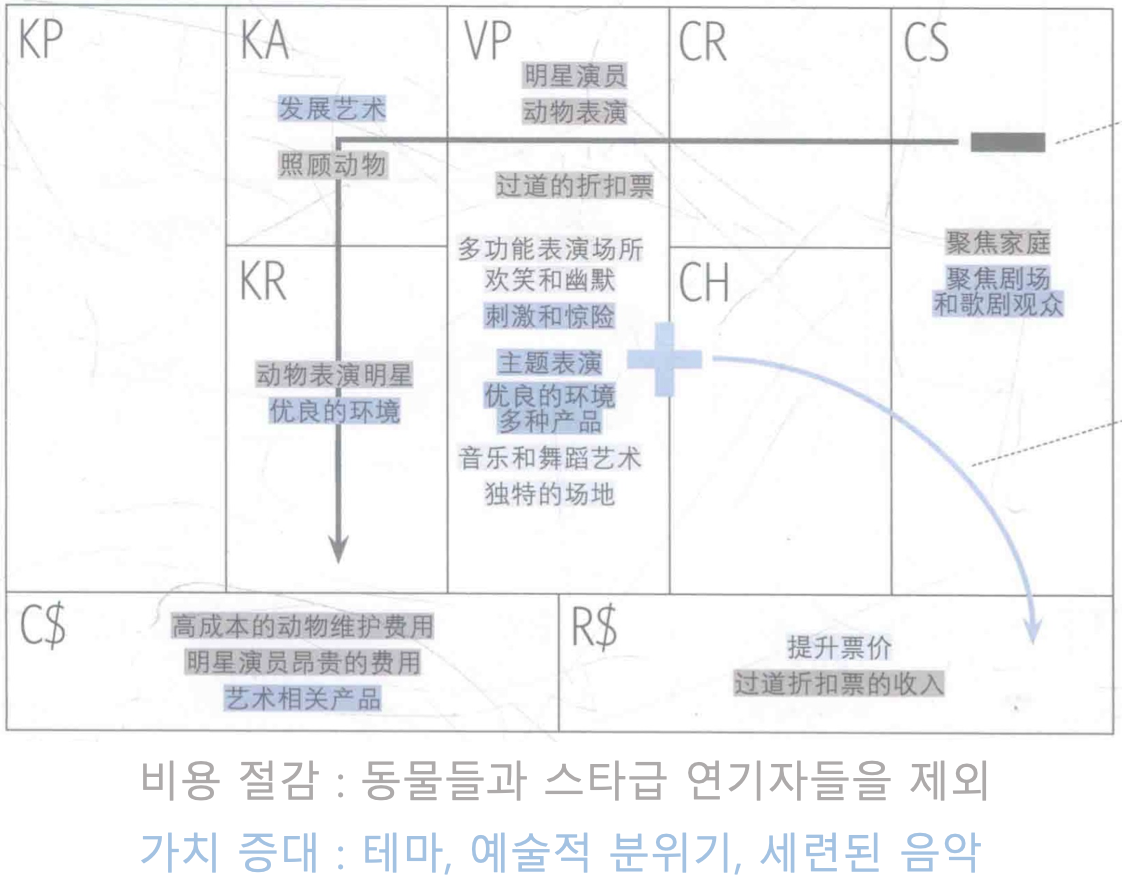 KP
KA
发展艺术
照顾动物
KR
动物表演明星
优良的环境
VP
明星演员
动物表演
过道的折扣票
多功能表演场所
欢笑和幽默
刺激和惊险
主题表演
优良的环境
多种产品
音乐和舞蹈艺术
独特的场地
CR
CH
CS
聚焦家庭
聚焦剧场
和歌剧观众
C$
高成本的动物维护费用
明星演员昂贵的费用
艺术相关产品
R$
提升票价
过道折扣票的收入
비용 절감 : 동물들과 스타급 연기자들을 제외
가치 증대 : 테마, 예술적 분위기, 세련된 음악